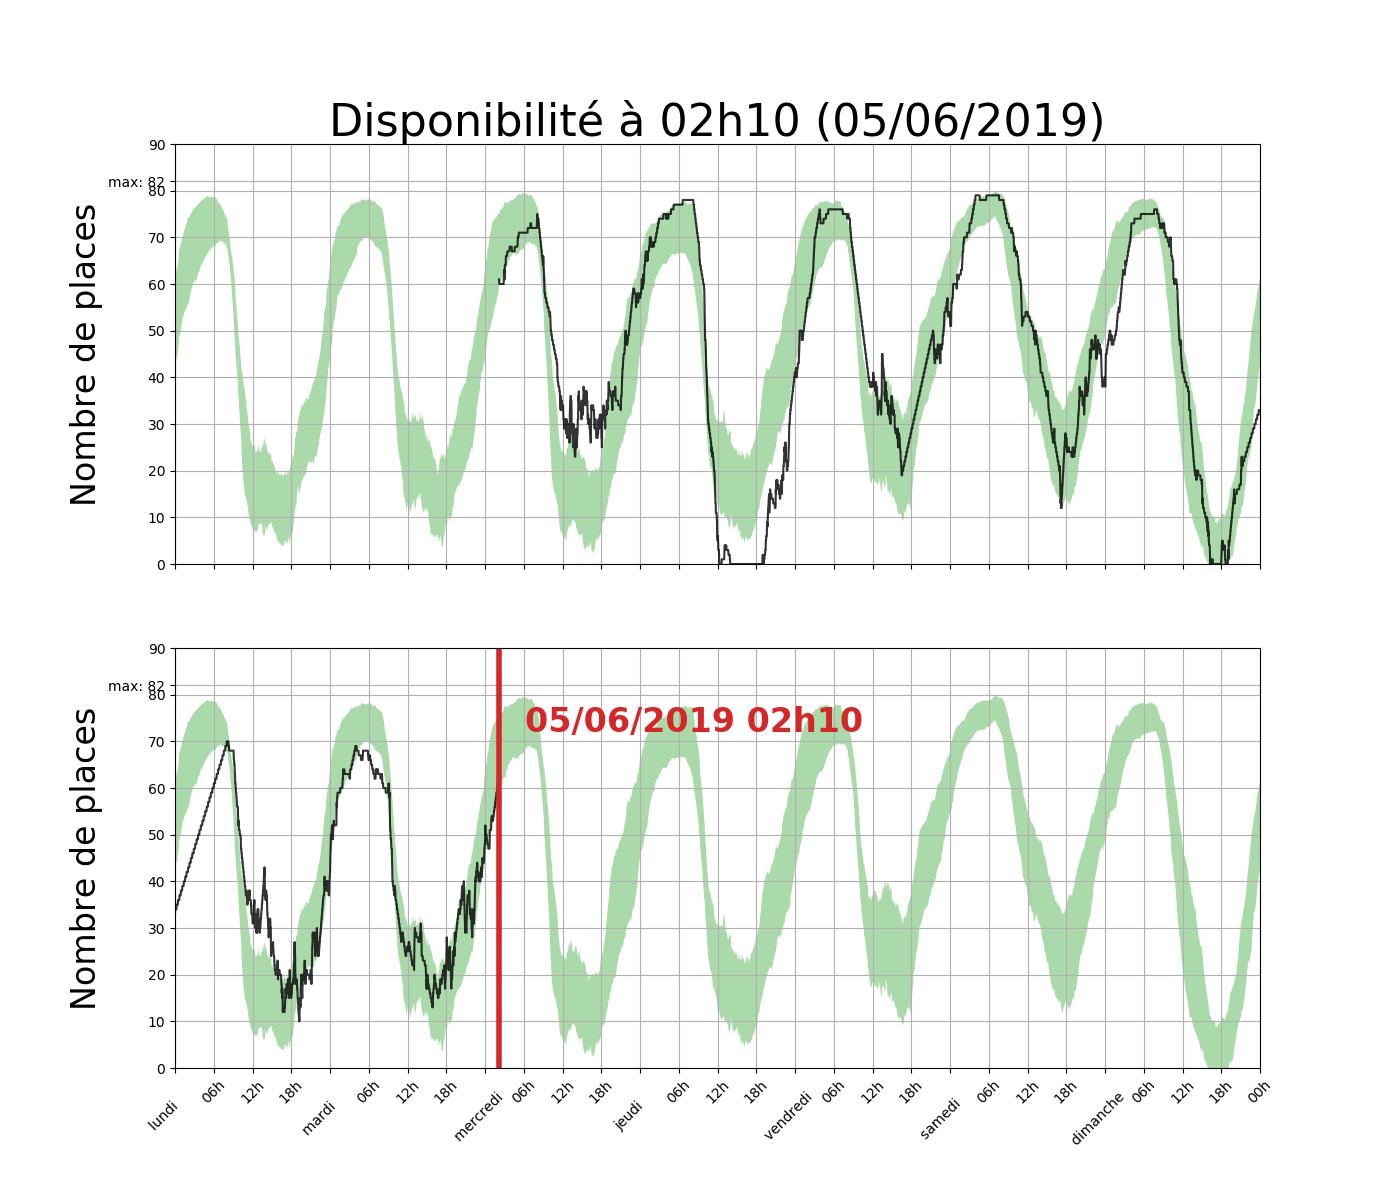 Disponibilité à 02h10 (05/06/2019)
Nombre de places
90
max: 82
80
70
60
50
40
30
20
10
0
Nombre de places
90
max: 82
80
70
60
50
40
30
20
10
0
05/06/2019 02h10
lundi 06h 12h 18h mardi 06h 12h 18h mercredi 06h 12h 18h jeudi 06h 12h 18h vendredi 06h 12h 18h samedi 06h 12h 18h dimanche 06h 12h 18h 00h